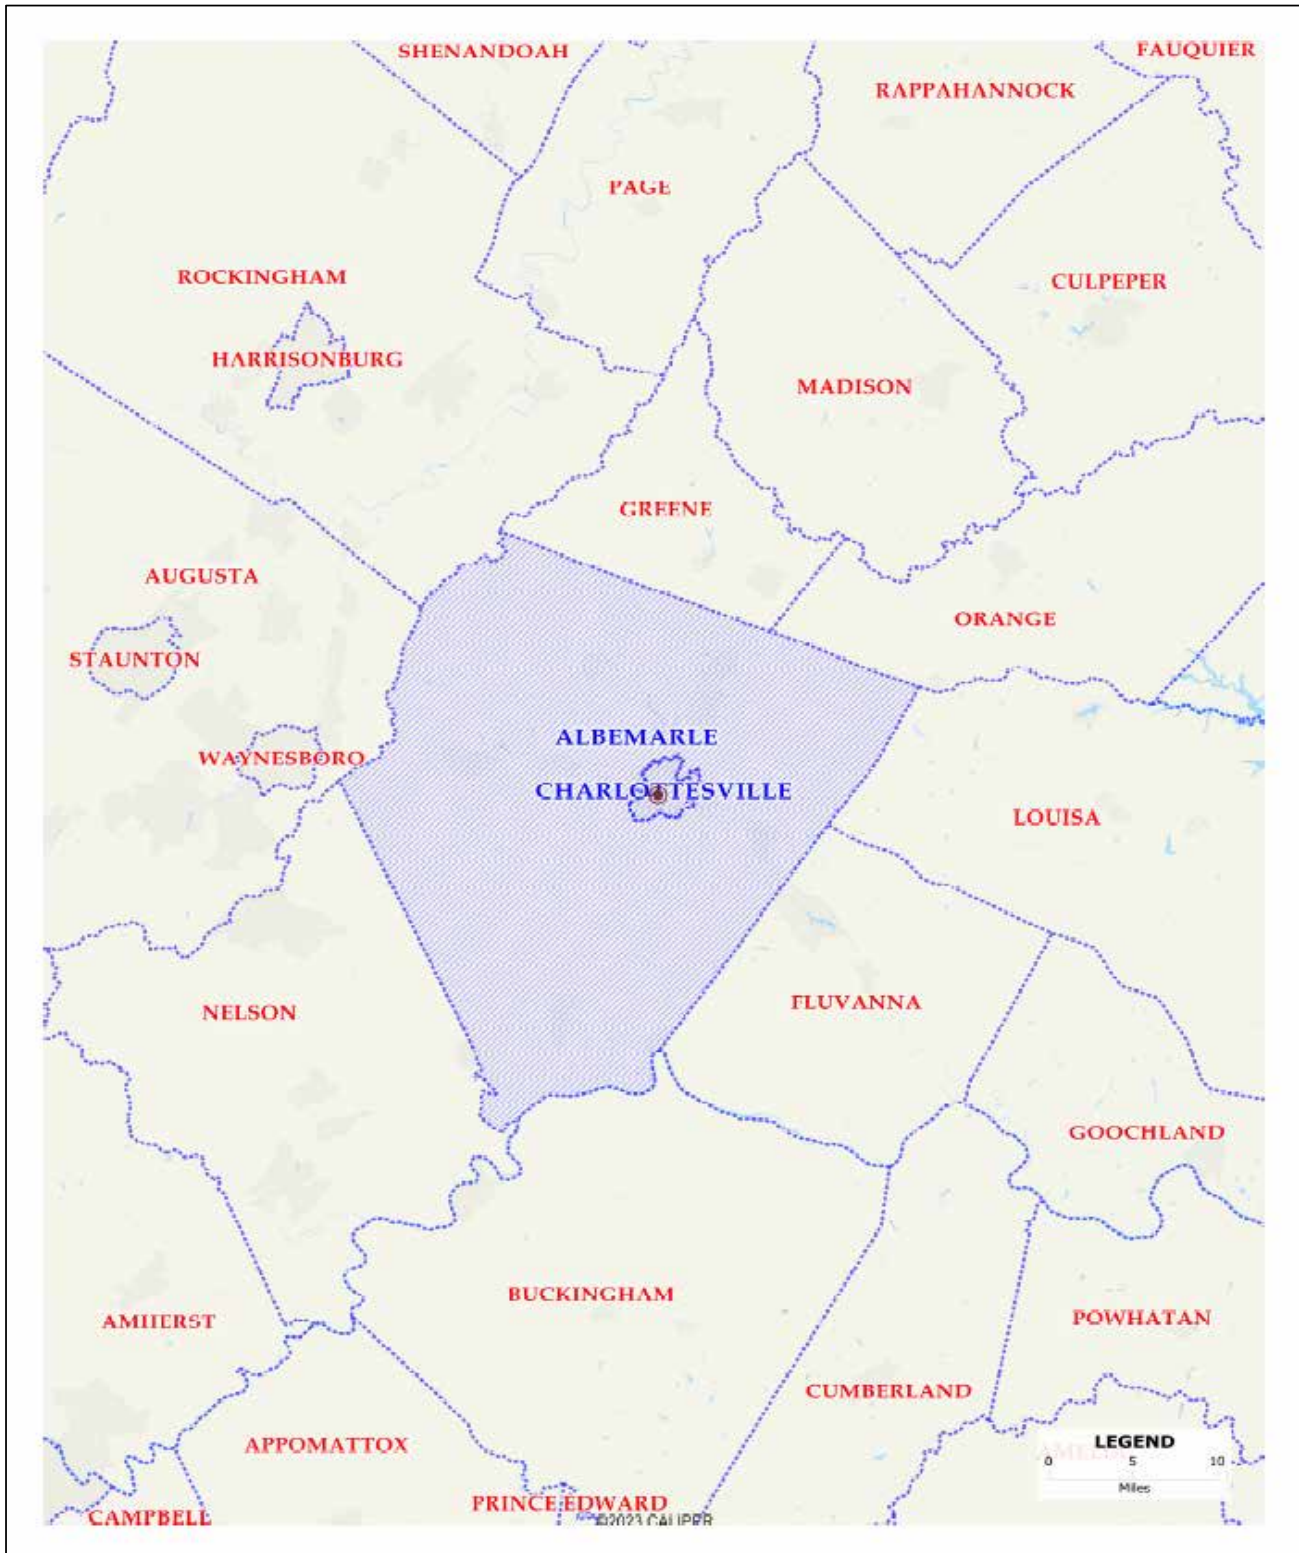 SHENANDOAH
FAUQUIER
RAPPAHANNOCK
PAGE
ROCKINGHAM
CULPEPER
HARRISONBURG
MADISON
GREENE
AUGUSTA
ORANGE
STAUNTON
ALBEMARLE
WAYNESBORO
CHARLOTTESVILLE
LOUISA
FLUVANNA
NELSON
GOOCHLAND
BUCKINGHAM
AMHERST
POWHATAN
CUMBERLAND
APPOMATTOX
LEGEND
0 5 10
Miles
PRINCE EDWARD
CAMPBELL
©2023 CALIPER